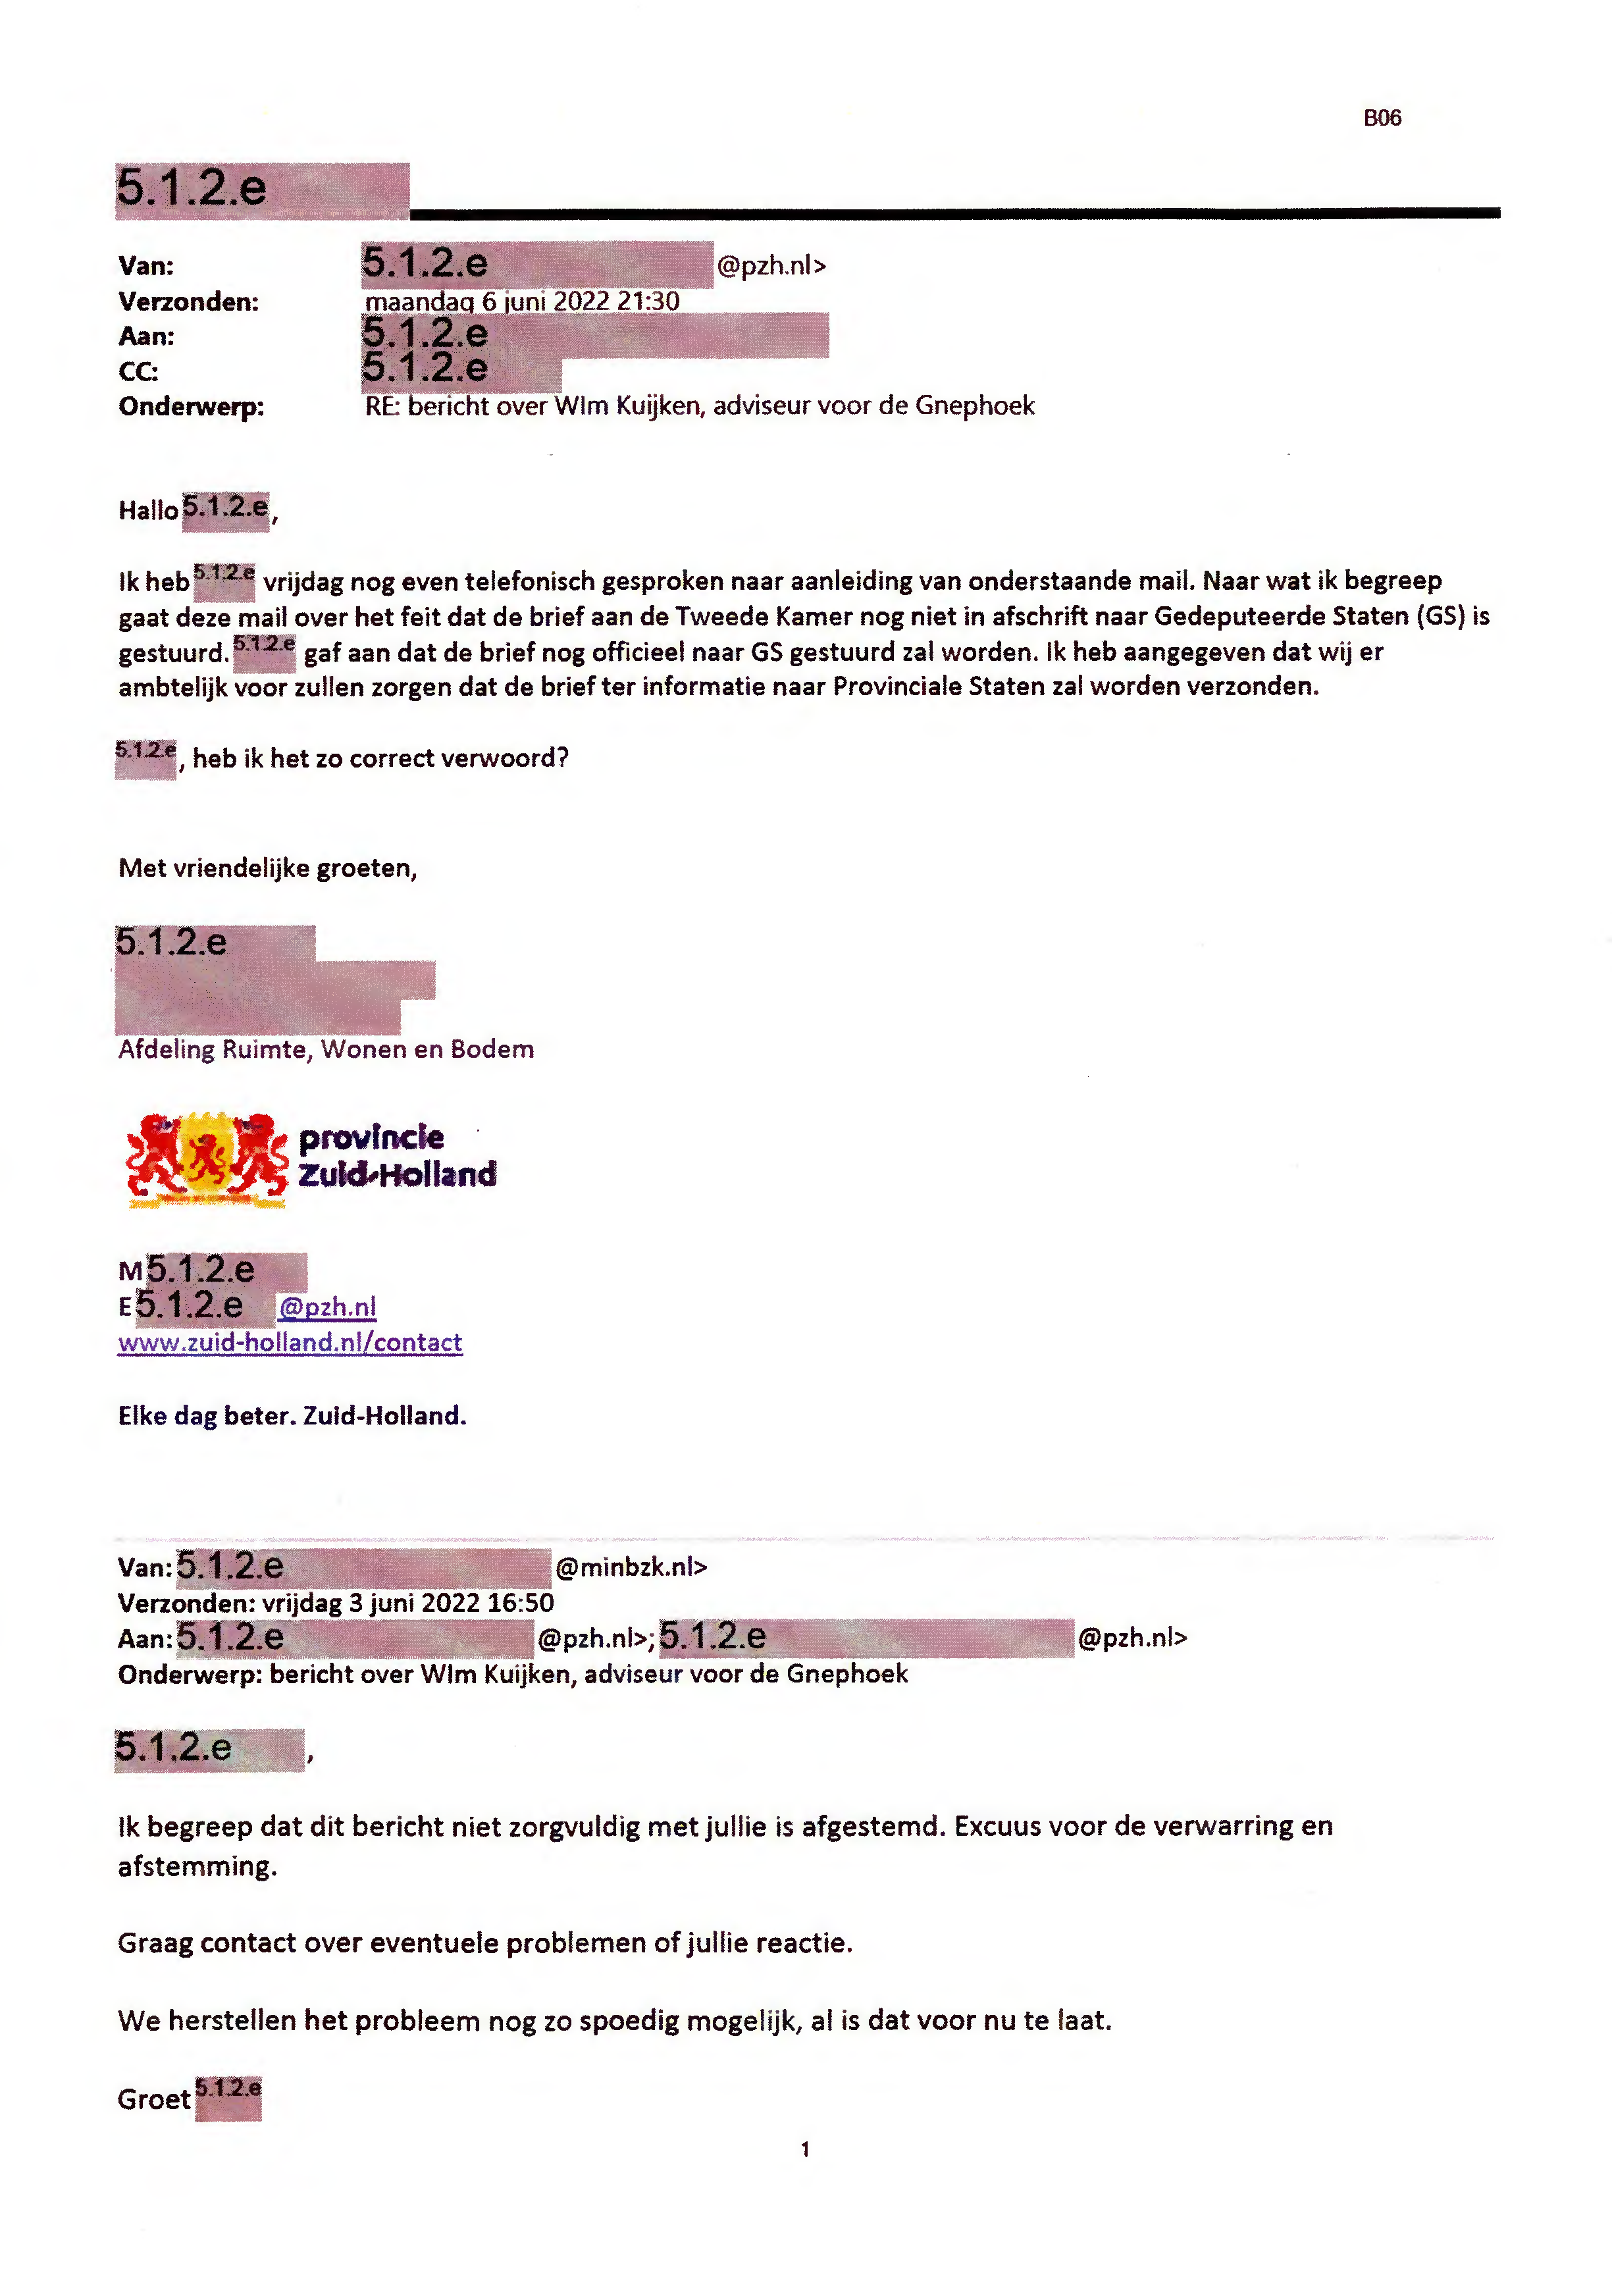 B06
5.1.2.e
Van: 5.1.2.e @pzh.nl>
Verzonden: maandag 6 juni 2022 21:30
Aan: 5.1.2.e
CC: 5.1.2.e
Onderwerp: RE: bericht over WIm Kuijken, adviseur voor de Gnephoek
Hallo 5.1.2.e,
Ik heb 5.1.2.e vrijdag nog even telefonisch gesproken naar aanleiding van onderstaande mail. Naar wat ik begreep
gaat deze mail over het feit dat de brief aan de Tweede Kamer nog niet in afschrift naar Gedeputeerde Staten (GS) is
gestuurd. 5.1.2.e gaf aan dat de brief nog officieel naar GS gestuurd zal worden. Ik heb aangegeven dat wij er
ambtelijk voor zullen zorgen dat de brief ter informatie naar Provinciale Staten zal worden verzonden.
5.1.2.e, heb ik het zo correct verwoord?
Met vriendelijke groeten,
5.1.2.e
Afdeling Ruimte, Wonen en Bodem
provincie
Zuid-Holland
M 5.1.2.e
E 5.1.2.e @pzh.nl
www.zuid-holland.nl/contact
Elke dag beter. Zuid-Holland.
Van: 5.1.2.e @minbzk.nl>
Verzonden: vrijdag 3 juni 2022 16:50
Aan: 5.1.2.e @pzh.nl>; 5.1.2.e @pzh.nl>
Onderwerp: bericht over WIm Kuijken, adviseur voor de Gnephoek
5.1.2.e ,
Ik begreep dat dit bericht niet zorgvuldig met jullie is afgestemd. Excuus voor de verwarring en
afstemming.
Graag contact over eventuele problemen of jullie reactie.
We herstellen het probleem nog zo spoedig mogelijk, al is dat voor nu te laat.
Groet 5.1.2.e
1